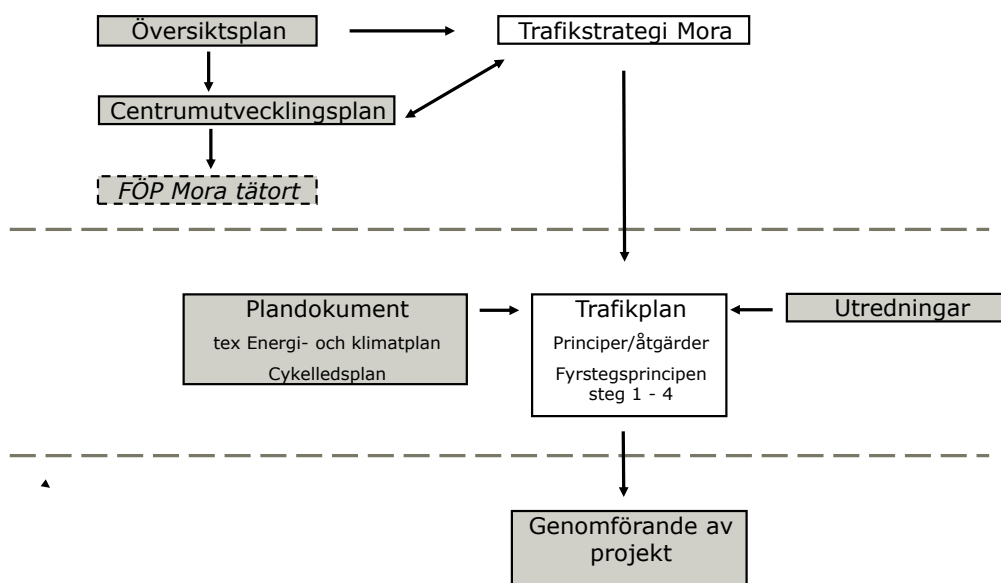 Översiktsplan
Trafikstrategi Mora
Centrumutvecklingsplan
FÖP Mora tätort
Plandokument
tex Energi- och klimatplan
Cykelledsplan
Trafikplan
Principer/åtgärder
Fyrstegsprincipen
steg 1 - 4
Utredningar
Genomförande av
projekt